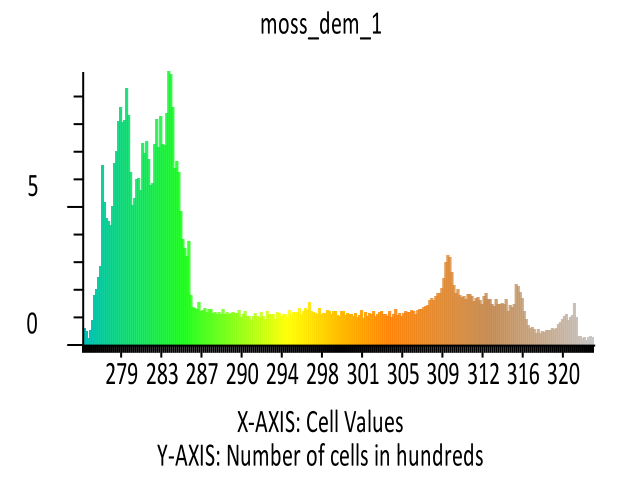 moss_dem_1
5
0
279 283 287 290 294 298 301 305 309 312 316 320
X-AXIS: Cell Values
Y-AXIS: Number of cells in hundreds